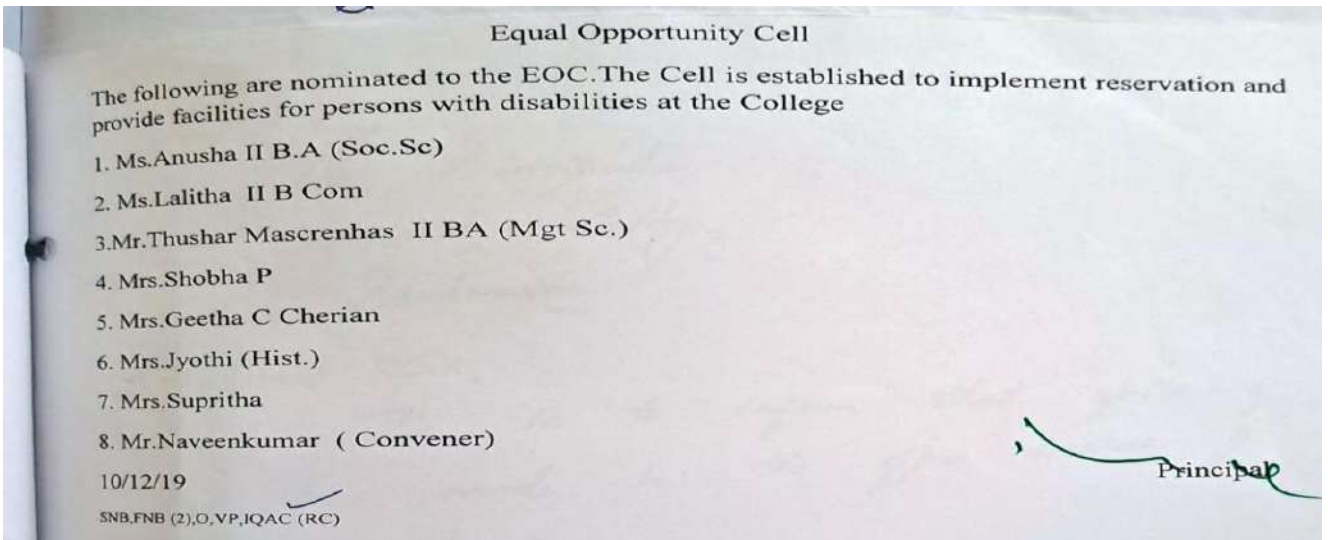 Equal Opportunity Cell
The following are nominated to the EOC.The Cell is established to implement reservation and
provide facilities for persons with disabilities at the College
1. Ms.Anusha II B.A (Soc.Sc)
2. Ms.Lalitha II B Com
3.Mr.Thushar Mascrenhas II BA (Mgt Sc.)
4. Mrs.Shobha P
5. Mrs.Geetha C Cherian
6. Mrs.Jyothi (Hist.)
7. Mrs.Supritha
8. Mr.Naveenkumar ( Convener)
10/12/19
Principal
SNB,FNB (2),O,VP,IQAC (RC)